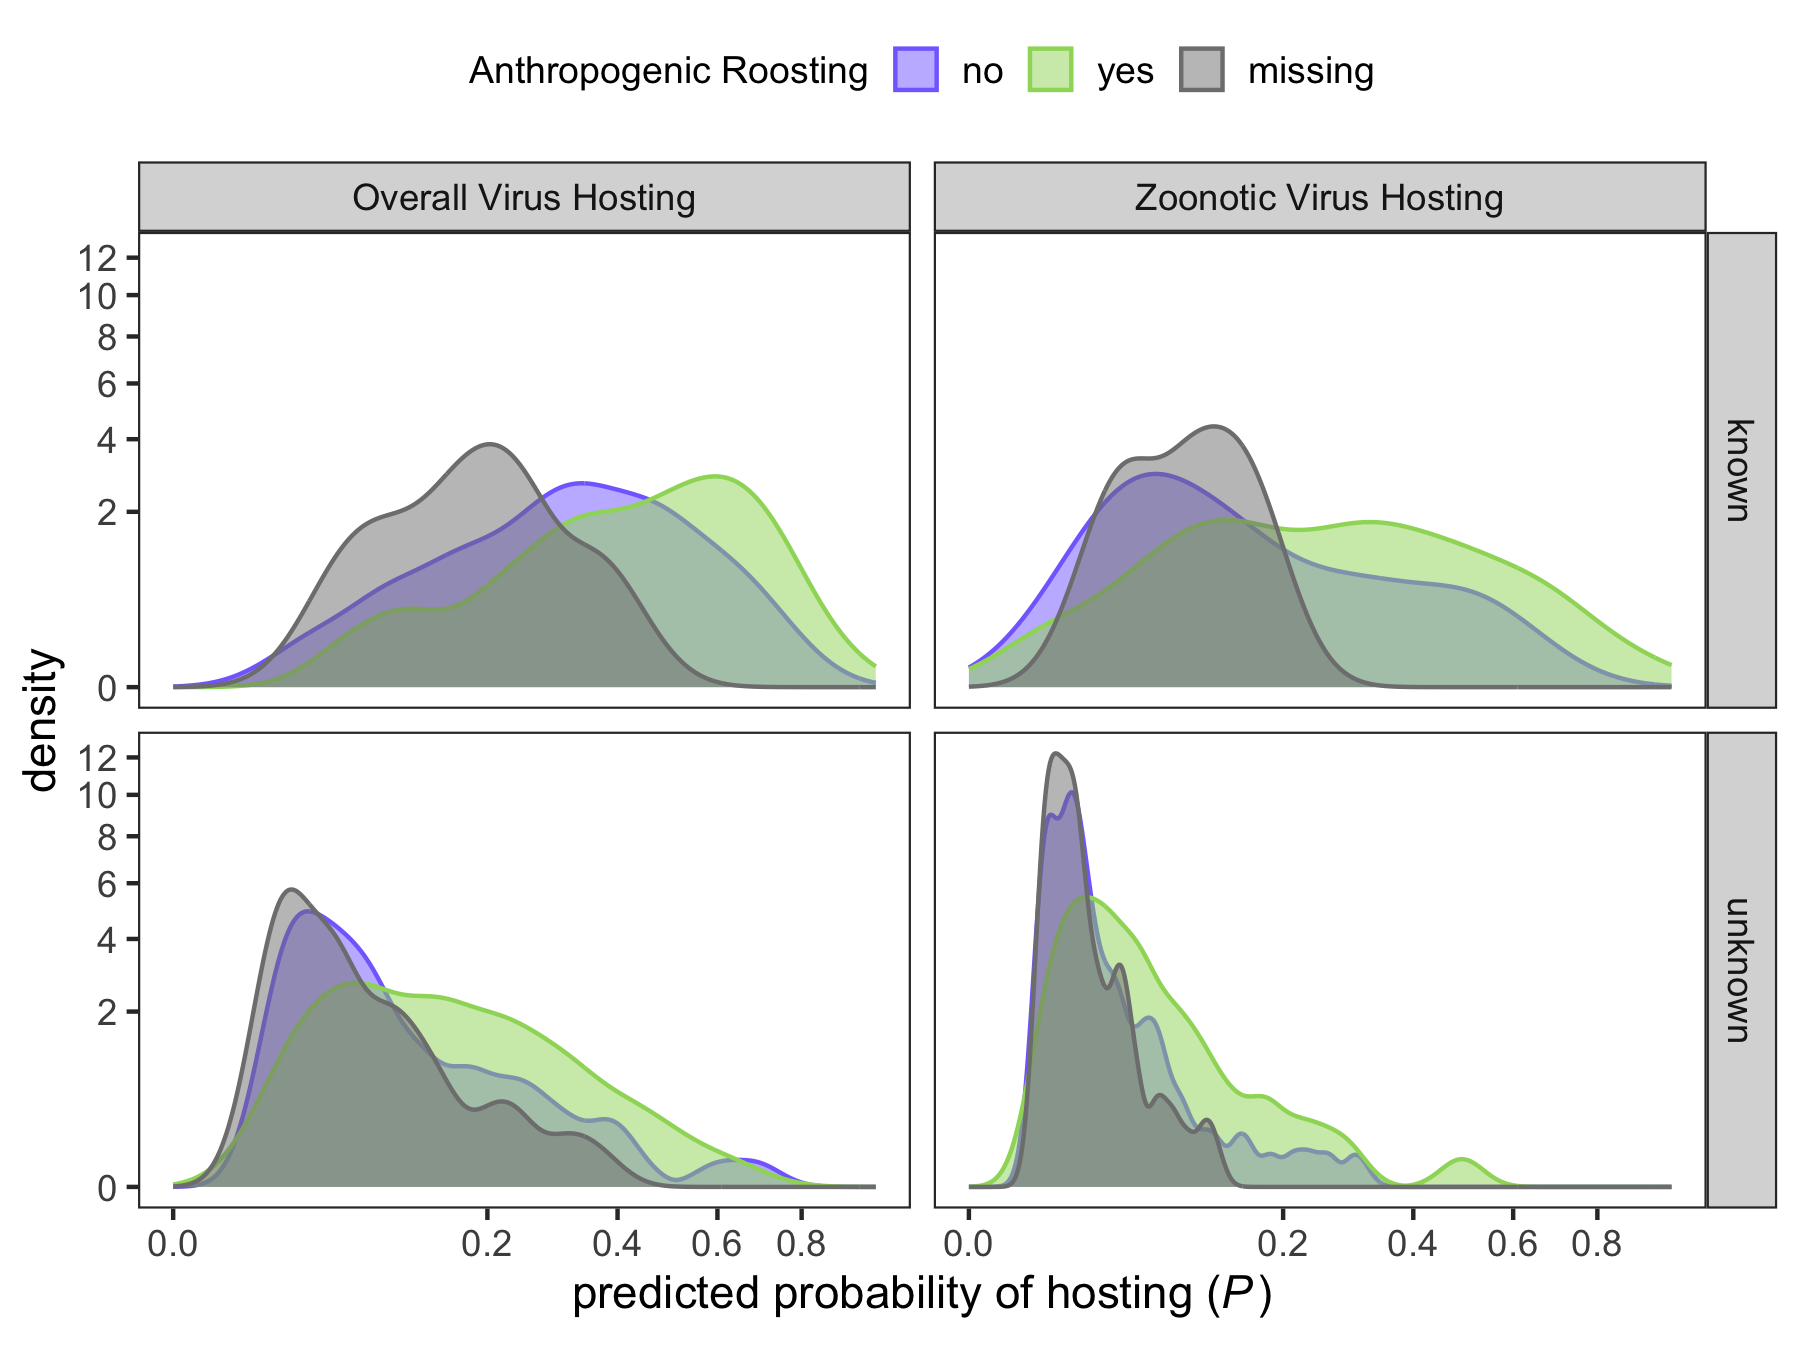 Anthropogenic Roosting no yes missing
Overall Virus Hosting Zoonotic Virus Hosting
12
10
8
6
4
2
0
known
density
12
10
8
6
4
2
0
unknown
0.0 0.2 0.4 0.6 0.8 0.0 0.2 0.4 0.6 0.8
predicted probability of hosting (P)